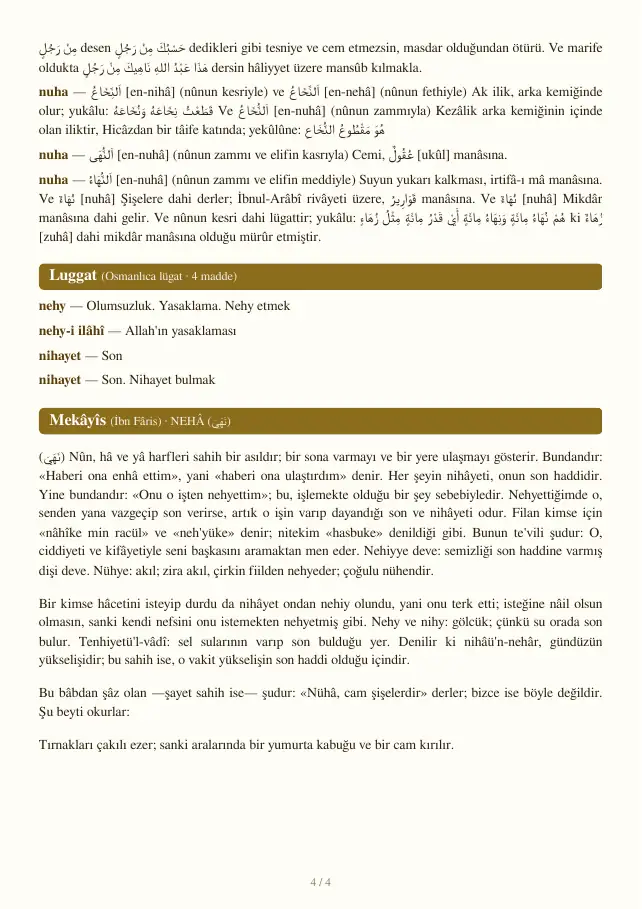 مِنْ رَجُلٍ desen حَسْبُكَ مِنْ رَجُلٍ dedikleri gibi tesniye ve cem etmezsin, masdar olduğundan ötürü. Ve marife
oldukta هٰذَا عَبْدُ اللهِ نَاهِيكَ مِنْ رَجُلٍ dersin hâliyyet üzere mansûb kılmakla.
nuha — اَلنِّخَاعُ [en-nihâ] (nûnun kesriyle) ve اَلنَّخَاعُ [en-nehâ] (nûnun fethiyle) Ak ilik, arka kemiğinde
olur; yukâlu: قَطَعْتُ نِخَاعَهُ وَنُخَاعَهُ Ve اَلنُّخَاعُ [en-nuhâ] (nûnun zammıyla) Kezâlik arka kemiğinin içinde
olan iliktir, Hicâzdan bir tâife katında; yekûlûne: هُوَ مَقْطُوعُ النُّخَاعِ
nuha — اَلنُّهَى [en-nuhâ] (nûnun zammı ve elifin kasrıyla) Cemi, عُقُولٌ [ukûl] manâsına.
nuha — اَلنُّهَاءُ [en-nuhâ] (nûnun zammı ve elifin meddiyle) Suyun yukarı kalkması, irtifâ-ı mâ manâsına.
Ve نُهَاءٌ [nuhâ] Şişelere dahi derler; İbnul-Arâbî rivâyeti üzere, قَوَارِيرُ manâsına. Ve نُهَاءٌ [nuhâ] Mikdâr
manâsına dahi gelir. Ve nûnun kesri dahi lügattir; yukâlu: هُمْ نُهَاءُ مِائَةٍ وَنِهَاءُ مِائَةٍ أَيْ قَدْرُ مِائَةٍ مِثْلُ زُهَاءٍ ki زُهَاءٌ
[zuhâ] dahi mikdâr manâsına olduğu mürûr etmiştir.
Luggat (Osmanlıca lügat · 4 madde)
nehy — Olumsuzluk. Yasaklama. Nehy etmek
nehy-i ilâhî — Allah'ın yasaklaması
nihayet — Son
nihayet — Son. Nihayet bulmak
Mekâyîs (İbn Fâris) · NEHÂ (نَهَيَ)
(نَهَيَ) Nûn, hâ ve yâ harfleri sahih bir asıldır; bir sona varmayı ve bir yere ulaşmayı gösterir. Bundandır:
«Haberi ona enhâ ettim», yani «haberi ona ulaştırdım» denir. Her şeyin nihâyeti, onun son haddidir.
Yine bundandır: «Onu o işten nehyettim»; bu, işlemekte olduğu bir şey sebebiyledir. Nehyettiğimde o,
senden yana vazgeçip son verirse, artık o işin varıp dayandığı son ve nihâyeti odur. Filan kimse için
«nâhîke min racül» ve «neh'yüke» denir; nitekim «hasbuke» denildiği gibi. Bunun te'vili şudur: O,
ciddiyeti ve kifâyetiyle seni başkasını aramaktan men eder. Nehiyye deve: semizliği son haddine varmış
dişi deve. Nühye: akıl; zira akıl, çirkin fiilden nehyeder; çoğulu nühendir.
Bir kimse hâcetini isteyip durdu da nihâyet ondan nehiy olundu, yani onu terk etti; isteğine nâil olsun
olmasın, sanki kendi nefsini onu istemekten nehyetmiş gibi. Nehy ve nihy: gölcük; çünkü su orada son
bulur. Tenhiyetü'l-vâdî: sel sularının varıp son bulduğu yer. Denilir ki nihâü'n-nehâr, gündüzün
yükselişidir; bu sahih ise, o vakit yükselişin son haddi olduğu içindir.
Bu bâbdan şâz olan —şayet sahih ise— şudur: «Nühâ, cam şişelerdir» derler; bizce ise böyle değildir.
Şu beyti okurlar:
Tırnakları çakılı ezer; sanki aralarında bir yumurta kabuğu ve bir cam kırılır.
4 / 4